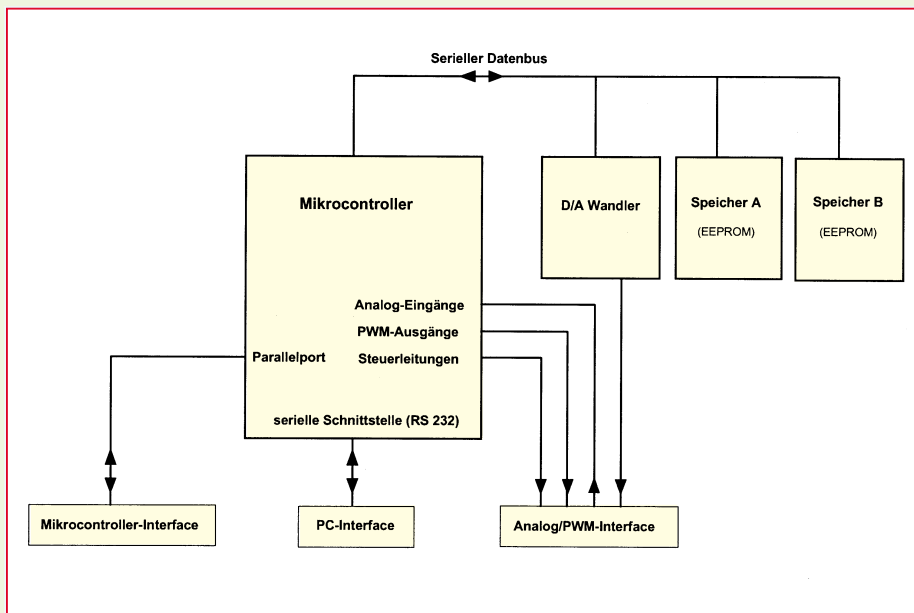 Serieller Datenbus
Mikrocontroller
D/A Wandler
Speicher A
(EEPROM)
Speicher B
(EEPROM)
Analog-Eingänge
PWM-Ausgänge
Parallelport
Steuerleitungen
serielle Schnittstelle (RS 232)
Mikrocontroller-Interface
PC-Interface
Analog/PWM-Interface